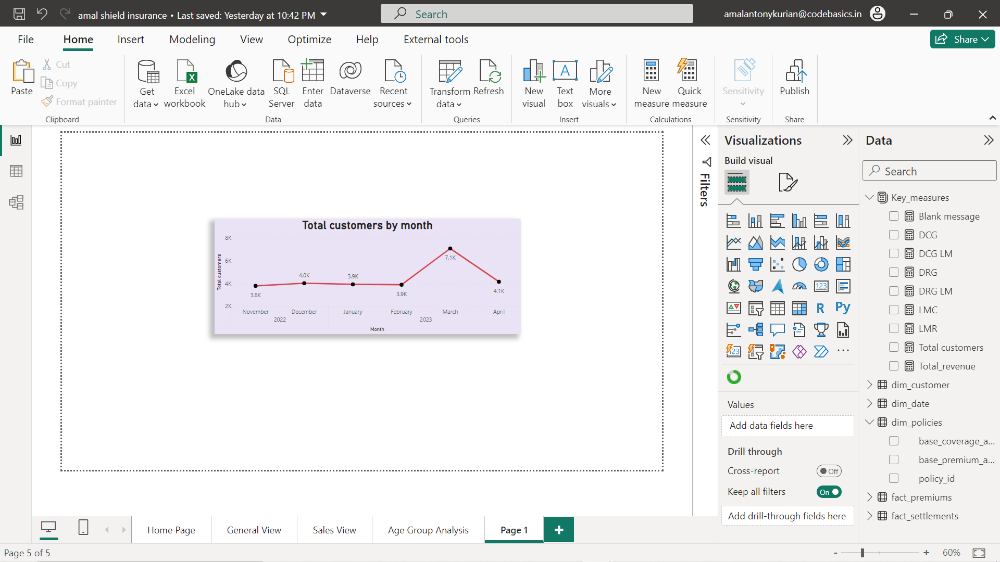 amal shield insurance • Last saved: Yesterday at 10:42 PM
Search
amalantonykurian@codebasics.in
File
Home
Insert
Modeling
View
Optimize
Help
External tools
Share
Paste
Cut
Copy
Format painter
Clipboard
Get
data
Excel
workbook
OneLake data
hub
SQL
Server
Enter
data
Dataverse
Recent
sources
Data
Transform
data
Refresh
Queries
New
visual
Text
box
More
visuals
Insert
New
measure
Quick
measure
Calculations
Sensitivity
Sensitivity
Publish
Share
Total customers by month
Total customers
8K
6K
4K
2K
3.8K
4.0K
3.9K
3.9K
7.1K
4.1K
November
December
January
February
March
April
2022
2023
Month
Filters
Visualizations
Build visual
123
R
Py
123
Values
Add data fields here
Drill through
Cross-report
Off
Keep all filters
On
Add drill-through fields here
Data
Search
Key_measures
Blank message
DCG
DCG LM
DRG
DRG LM
LMC
LMR
Total customers
Total_revenue
dim_customer
dim_date
dim_policies
base_coverage_a...
base_premium_a...
policy_id
fact_premiums
fact_settlements
Home Page
General View
Sales View
Age Group Analysis
Page 1
Page 5 of 5
60%